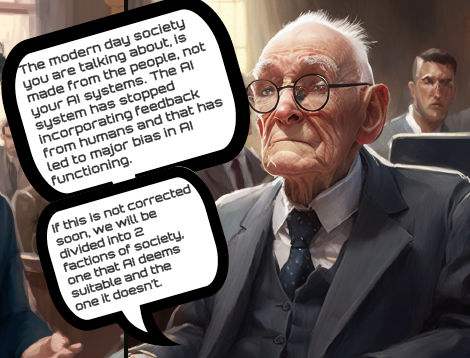 The modern day society
you are talking about, is
made from the people, not
your AI systems. The AI
system has stopped
incorporating feedback
from humans and that has
led to major bias in AI
functioning.
If this is not corrected
soon, we will be
divided into 2
factions of society,
one that AI deems
suitable and the
one it doesn't.